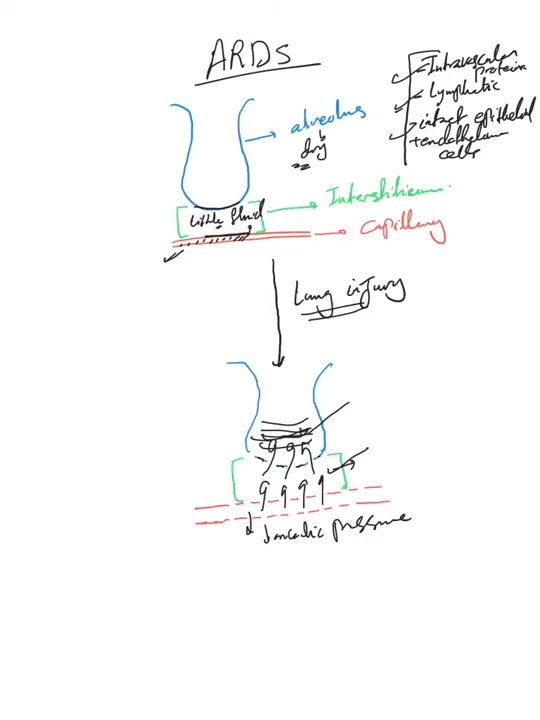 ARDS
Intravascular
proteins
Lymphatic
intact epithelial
+ endothelium
cells
alveolus
dry
Little fluid
Interstitium.
Capillary
Lung injury
↓ oncotic pressure